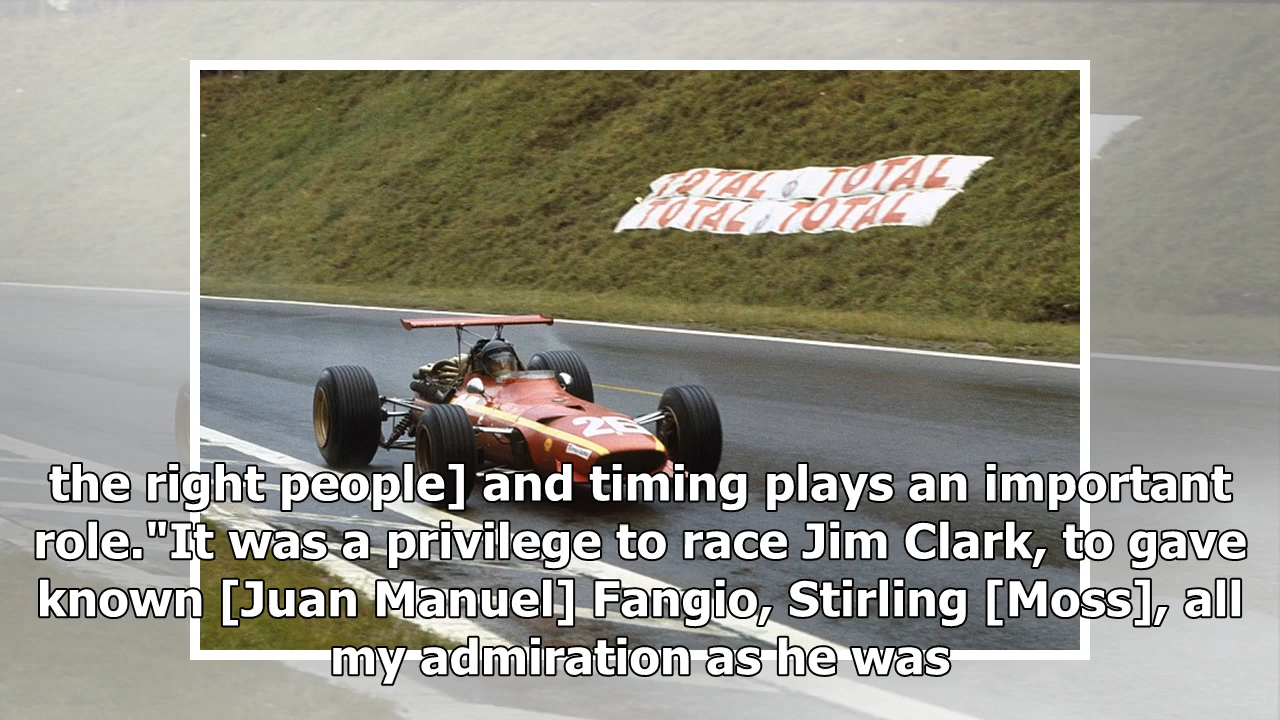 TOTAL TOTAL
TOTAL TOTAL
26
the right people] and timing plays an important
role."It was a privilege to race Jim Clark, to gave
known [Juan Manuel] Fangio, Stirling [Moss], all
my admiration as he was